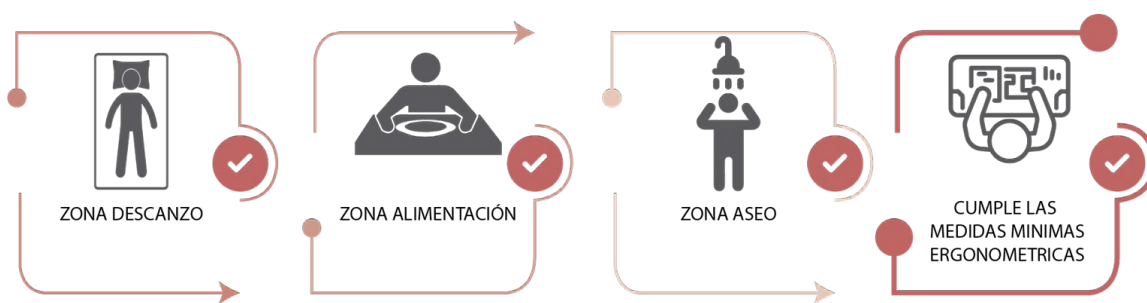 ZONA DESCANZO
ZONA ALIMENTACIÓN
ZONA ASEO
CUMPLE LAS
MEDIDAS MINIMAS
ERGONOMETRICAS